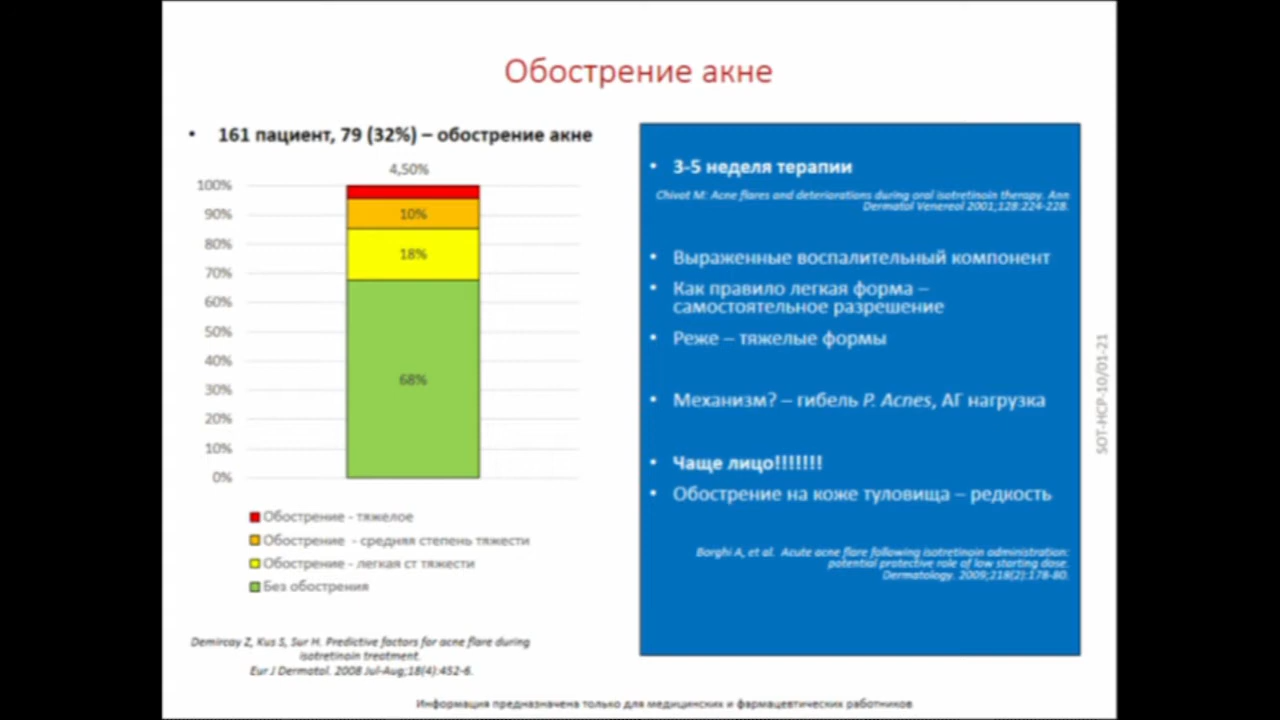 Обострение акне
• 161 пациент, 79 (32%) – обострение акне
4,50%
100%
90%
80%
70%
60%
50%
40%
30%
20%
10%
0%
10%
18%
68%
Обострение - тяжелое
Обострение - средняя степень тяжести
Обострение - легкая ст тяжести
Без обострения
Demircay Z, Kus S, Sur H. Predictive factors for acne flare during
isotretinoin treatment.
Eur J Dermatol. 2008 Jul-Aug;18(4):452-6.
• 3-5 неделя терапии
Chivot M: Acne flares and deteriorations during oral isotretinoin therapy. Ann
Dermatol Venereol 2001;128:224-228.
• Выраженные воспалительный компонент
• Как правило легкая форма –
самостоятельное разрешение
• Реже – тяжелые формы
• Механизм? – гибель P. Acnes, АГ нагрузка
• Чаще лицо!!!!!!!
• Обострение на коже туловища – редкость
Borghi A, et al. Acute acne flare following isotretinoin administration:
potential protective role of low starting dose.
Dermatology. 2009;218(2):178-80.
SOT-HCP-10/01-21
Информация предназначена только для медицинских и фармацевтических работников